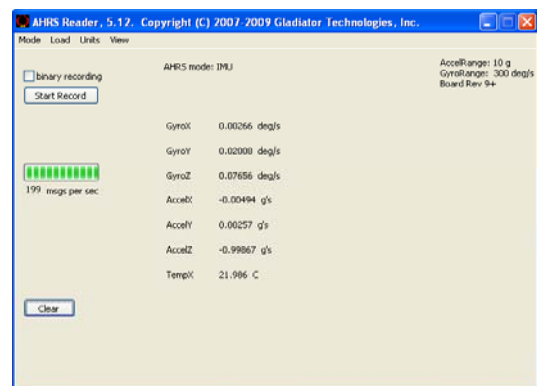 AHRS Reader, 5.12. Copyright (C) 2007-2009 Gladiator Technologies, Inc.
Mode Load Units View
binary recording
Start Record
AHRS mode: IMU
AccelRange: 10 g
GyroRange: 300 deg/s
Board Rev 9+
GyroX 0.00266 deg/s
GyroY 0.02008 deg/s
GyroZ 0.07656 deg/s
199 msgs per sec
AccelX -0.00494 g's
AccelY 0.00257 g's
AccelZ -0.99867 g's
TempX 21.986 C
Clear